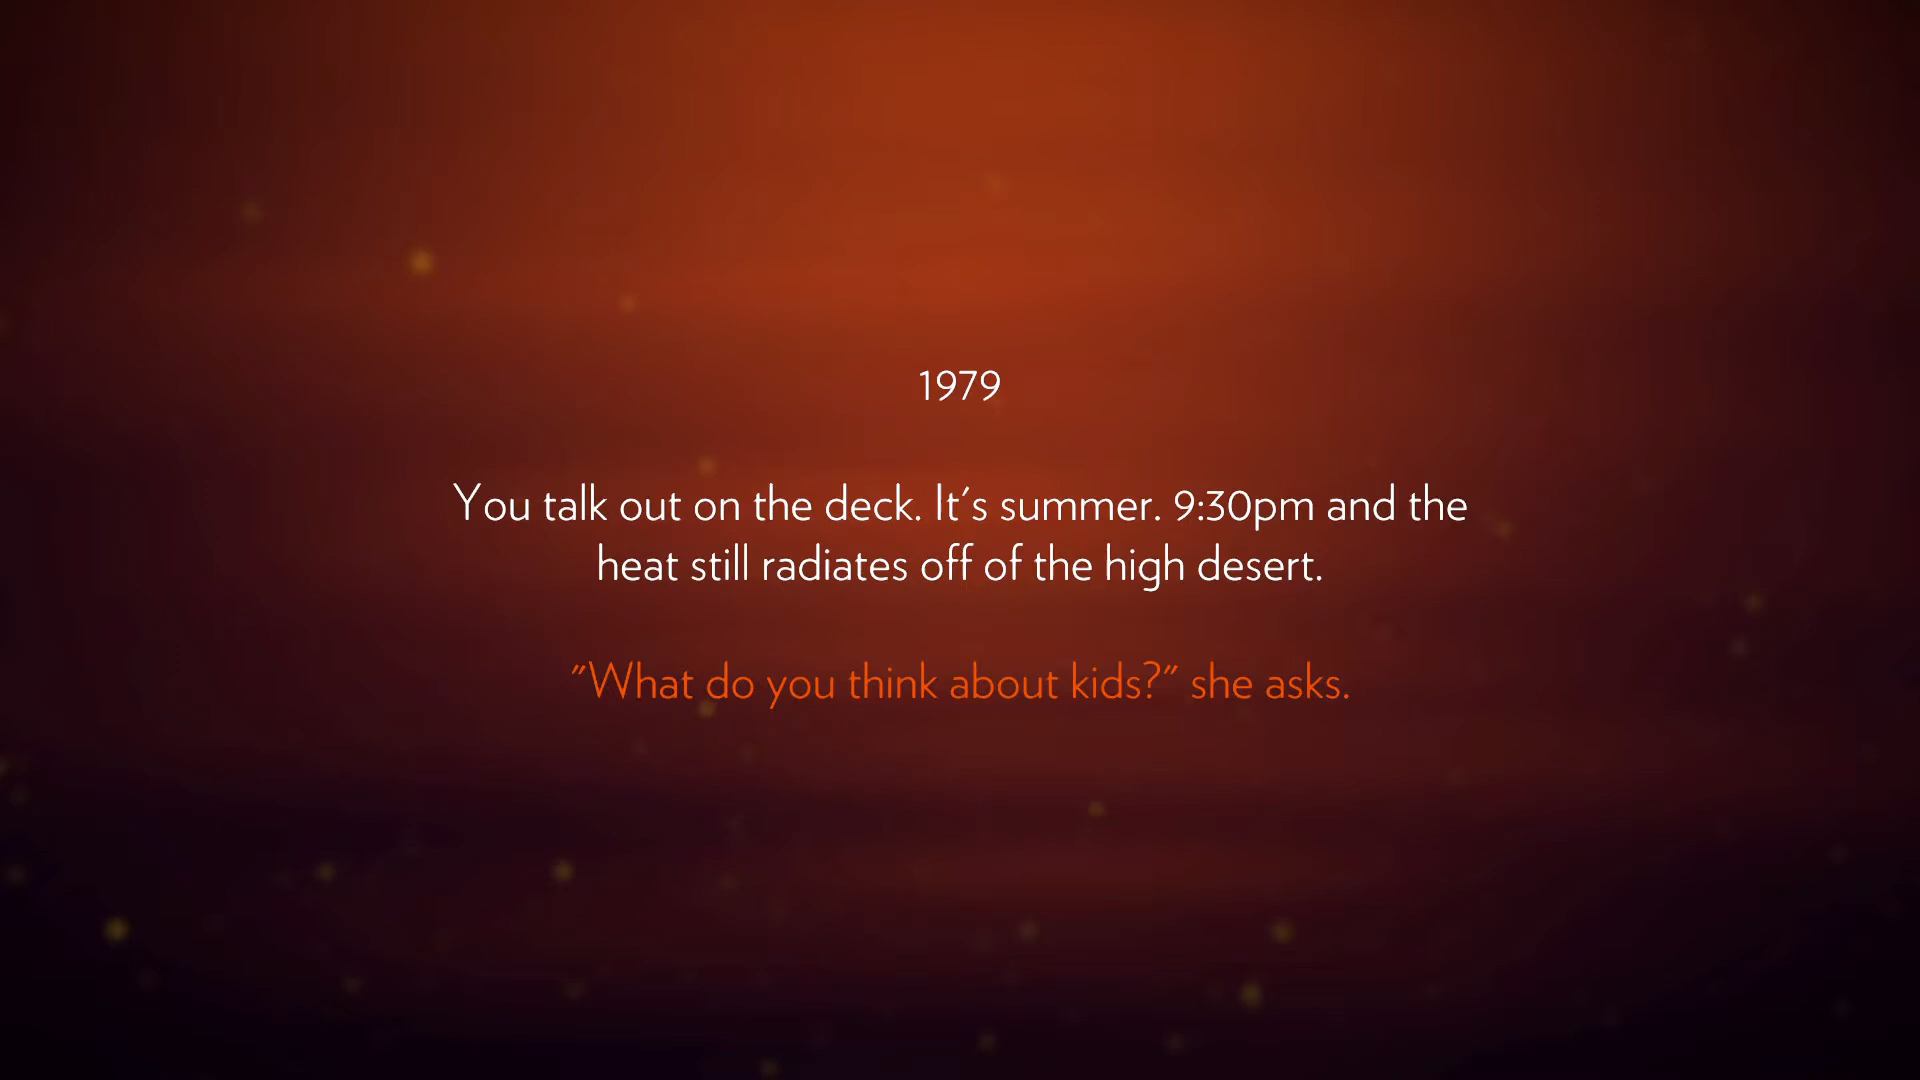 1979
You talk out on the deck. It's summer. 9:30pm and the
heat still radiates off of the high desert.
"What do you think about kids?" she asks.